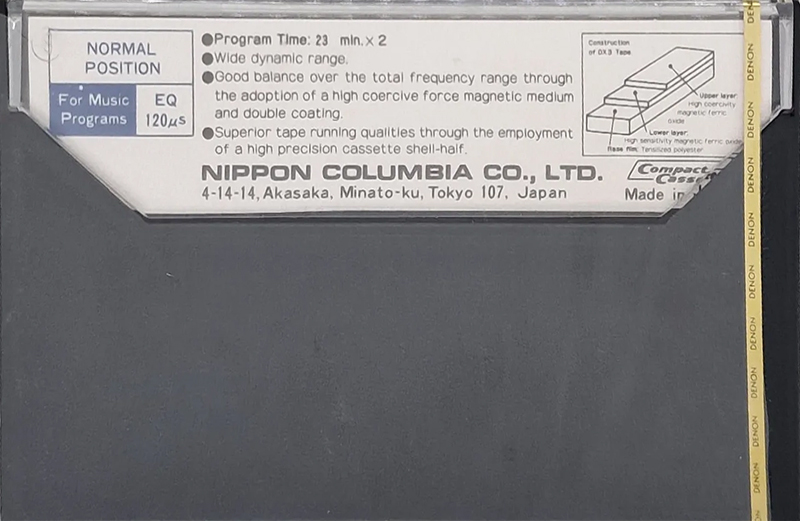 NORMAL
POSITION
For Music
Programs
EQ
120µs
●Program Time: 23 min. × 2
●Wide dynamic range.
●Good balance over the total frequency range through
the adoption of a high coercive force magnetic medium
and double coating.
●Superior tape running qualities through the employment
of a high precision cassette shell-half.
NIPPON COLUMBIA CO., LTD.
4-14-14, Akasaka, Minato-ku, Tokyo 107, Japan
Construction
of DX3 Tape
Upper layer:
High coercivity
magnetic ferric
oxide
Lower layer:
High sensitivity magnetic ferric oxide
Base film: Tensilized polyester
Compact
Made in
DENON
DENON
DENON
DENON
DENON
DENON
DENON